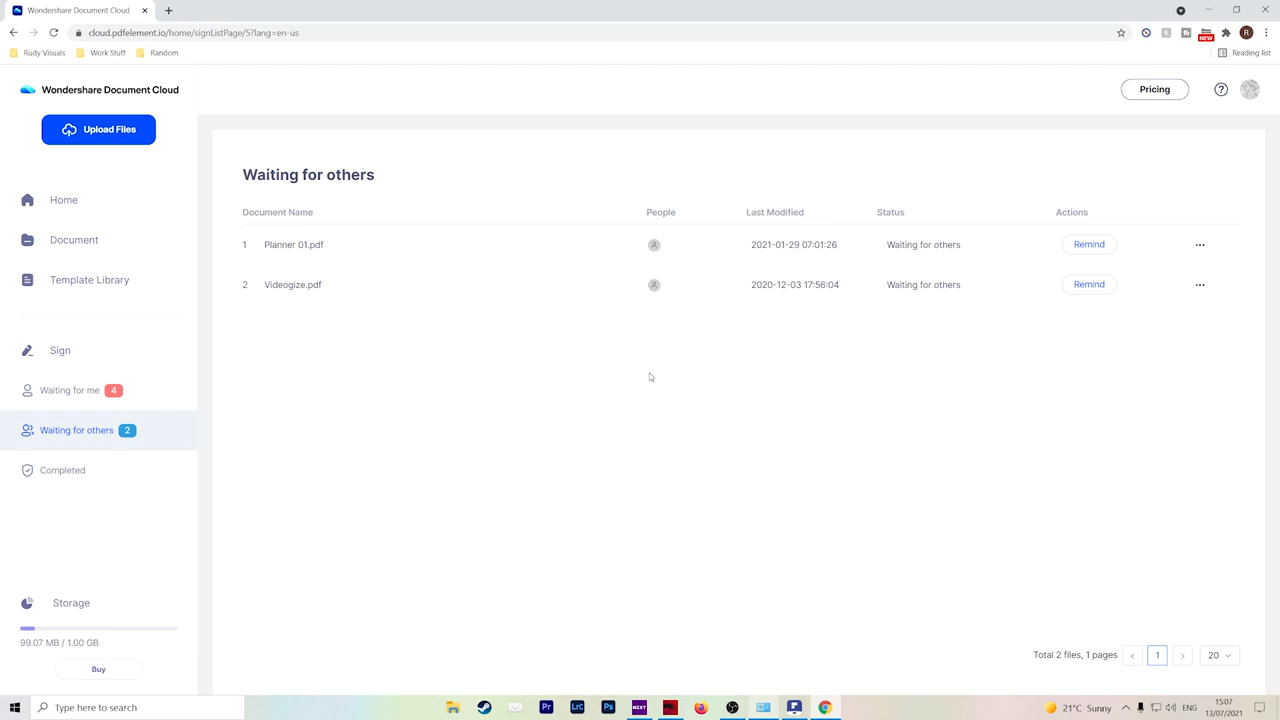 Wondershare Document Cloud
cloud.pdfelement.io/home/signListPage/5?lang=en-us
NEW
R
Rudy Visuals
Work Stuff
Random
Reading list
Wondershare Document Cloud
Pricing
Upload Files
Home
Document
Template Library
Sign
Waiting for me 4
Waiting for others 2
Completed
Storage
99.07 MB / 1.00 GB
Buy
Waiting for others
Document Name People Last Modified Status Actions
1 Planner 01.pdf 2021-01-29 07:01:26 Waiting for others Remind ...
2 Videogize.pdf 2020-12-03 17:56:04 Waiting for others Remind ...
Total 2 files, 1 pages < 1 > 20
Type here to search
Pr
LrC
Ps
NZXT
21°C Sunny
ENG
15:07
13/07/2021